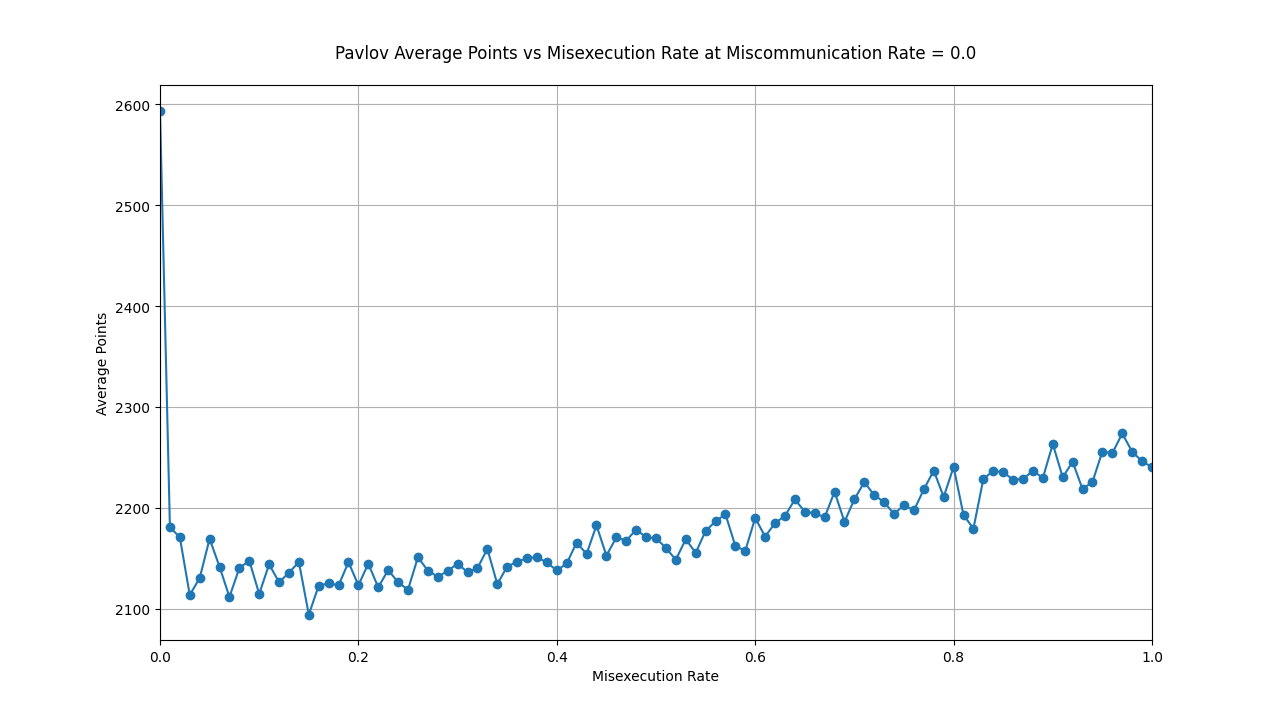 Pavlov Average Points vs Misexecution Rate at Miscommunication Rate = 0.0
Average Points
2600
2500
2400
2300
2200
2100
0.0 0.2 0.4 0.6 0.8 1.0
Misexecution Rate